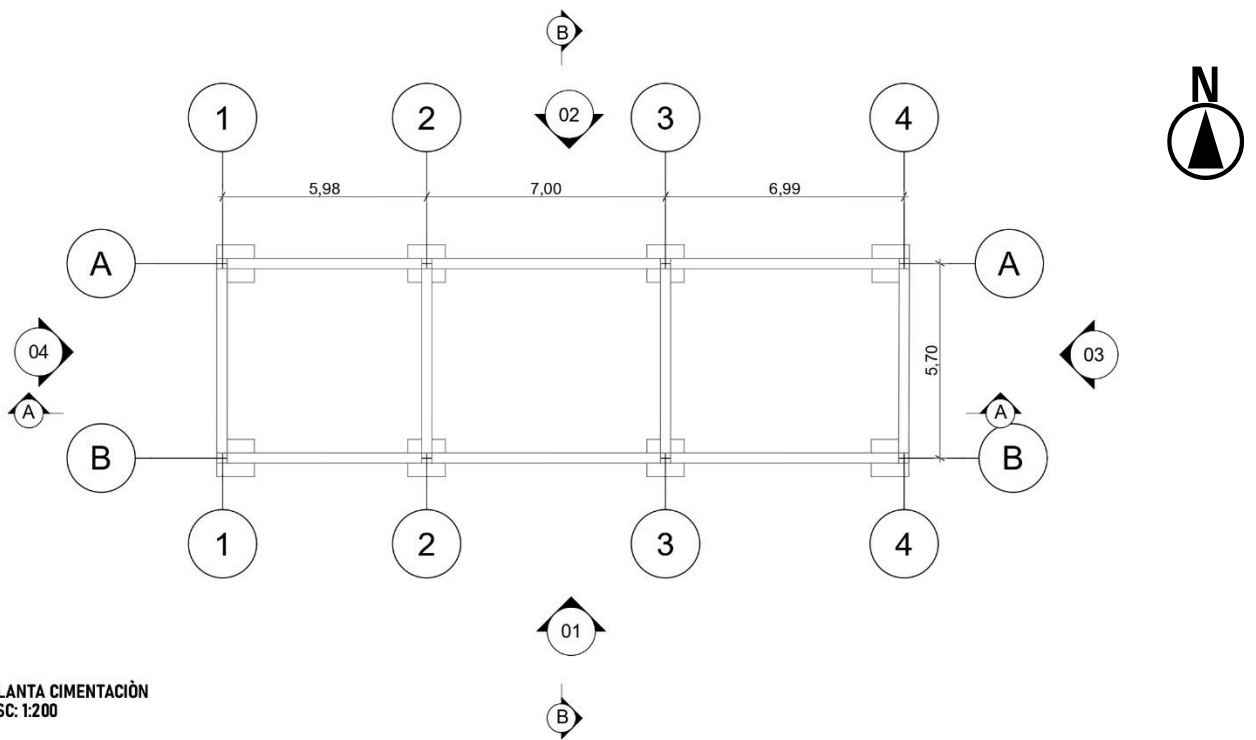 B
N
1 2 02 3 4
5,98 7,00 6,99
A A
04 5,70 03
A A
B B
1 2 3 4
01
LANTA CIMENTACIÒN
SC: 1:200
B